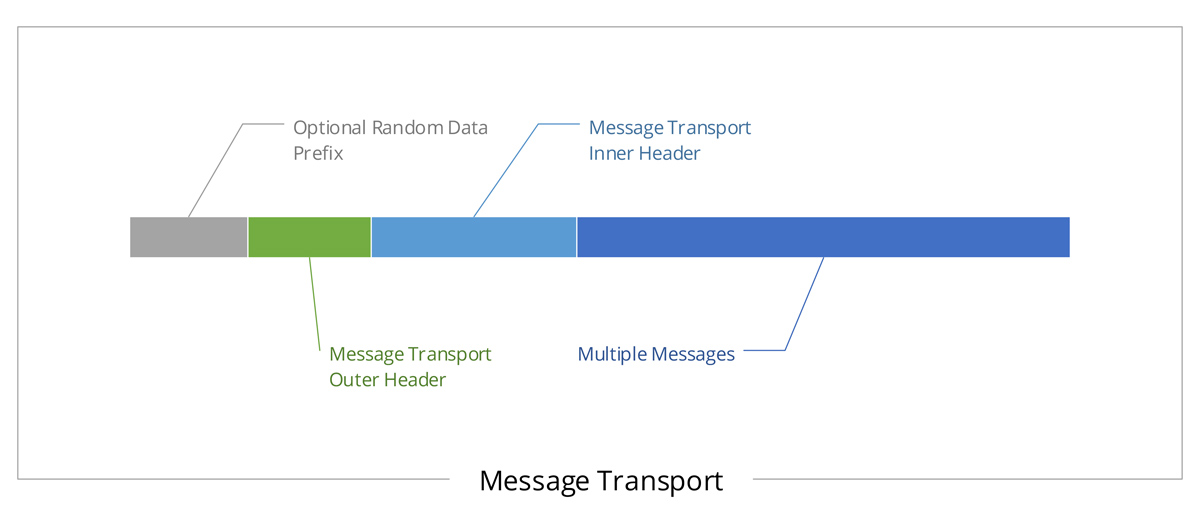 Optional Random Data
Prefix
Message Transport
Inner Header
Message Transport
Outer Header
Multiple Messages
Message Transport